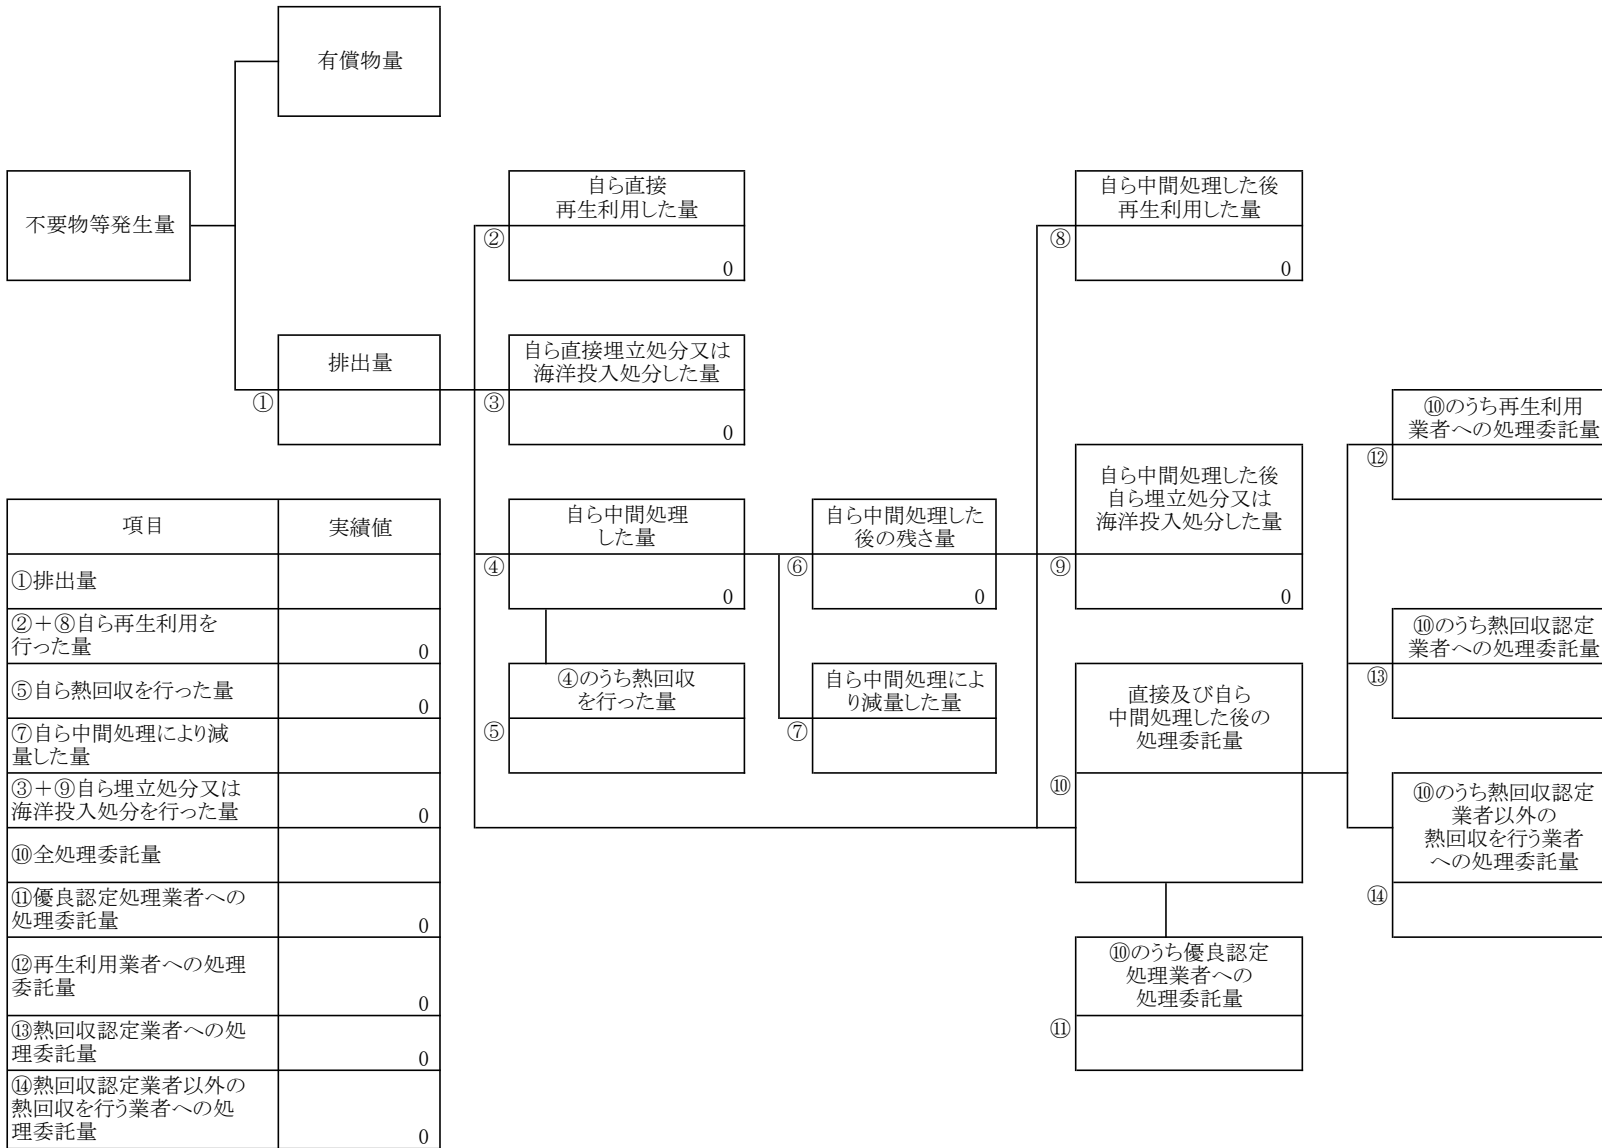 有償物量
不要物等発生量
自ら直接
再生利用した量
②
0
自ら中間処理した後
再生利用した量
⑧
0
排出量
①
自ら直接埋立処分又は
海洋投入処分した量
③
0
⑩のうち再生利用
業者への処理委託量
⑫
自ら中間処理
した量
④
0
自ら中間処理した
後の残さ量
⑥
0
自ら中間処理した後
自ら埋立処分又は
海洋投入処分した量
⑨
0
⑩のうち熱回収認定
業者への処理委託量
⑬
④のうち熱回収
を行った量
⑤
自ら中間処理によ
り減量した量
⑦
直接及び自ら
中間処理した後の
処理委託量
⑩
⑩のうち熱回収認定
業者以外の
熱回収を行う業者
への処理委託量
⑭
⑩のうち優良認定
処理業者への
処理委託量
⑪
項目 実績値
①排出量
②＋⑧自ら再生利用を
行った量 0
⑤自ら熱回収を行った量 0
⑦自ら中間処理により減
量した量
③＋⑨自ら埋立処分又は
海洋投入処分を行った量 0
⑩全処理委託量
⑪優良認定処理業者への
処理委託量 0
⑫再生利用業者への処理
委託量 0
⑬熱回収認定業者への処
理委託量 0
⑭熱回収認定業者以外の
熱回収を行う業者への処
理委託量 0